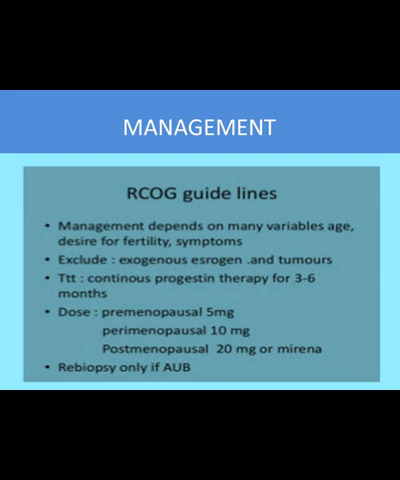 MANAGEMENT
RCOG guide lines
• Management depends on many variables age,
desire for fertility, symptoms
• Exclude : exogenous esrogen .and tumours
• Ttt : continous progestin therapy for 3-6
months
• Dose : premenopausal 5mg
perimenopausal 10 mg
Postmenopausal 20 mg or mirena
• Rebiopsy only if AUB